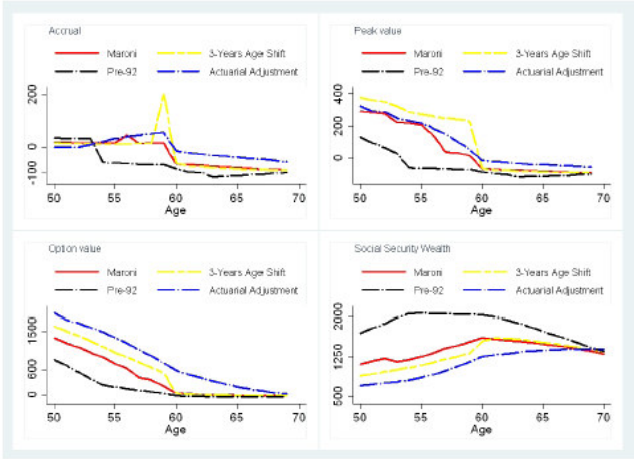 Accrual
Maroni 3-Years Age Shift
Pre-92 Actuarial Adjustment
200
0
-100
50 55 60 65 70
Age
Peak value
Maroni 3-Years Age Shift
Pre-92 Actuarial Adjustment
400
200
0
50 55 60 65 70
Age
Option value
Maroni 3-Years Age Shift
Pre-92 Actuarial Adjustment
1500
600
0
50 55 60 65 70
Age
Social Security Wealth
Maroni 3-Years Age Shift
Pre-92 Actuarial Adjustment
2000
1250
500
50 55 60 65 70
Age